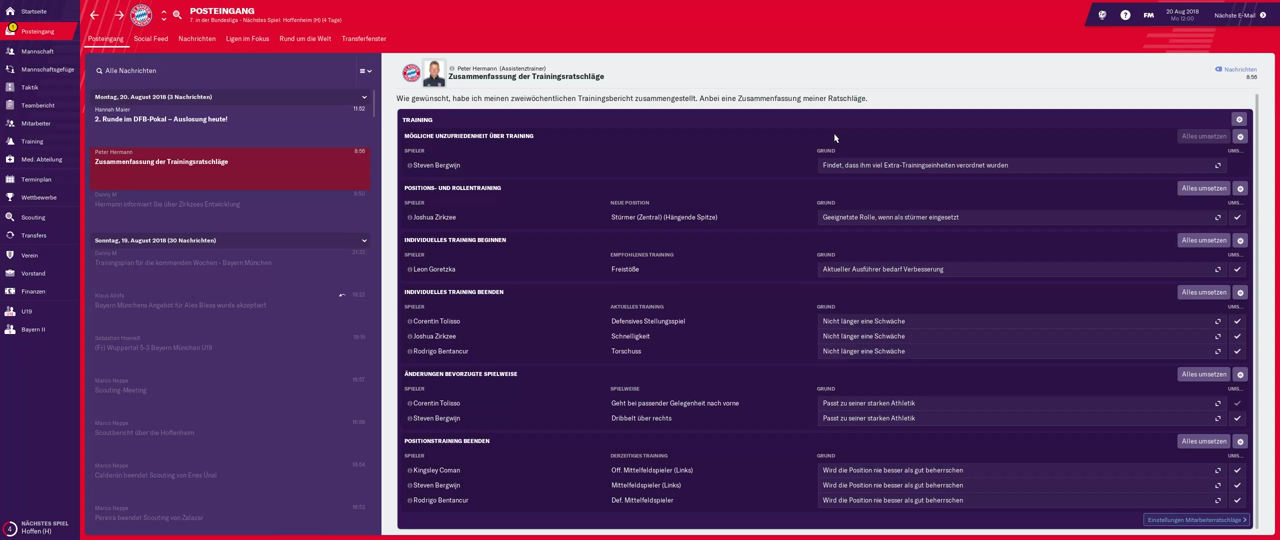 Startseite
Posteingang
Mannschaft
Mannschaftsgefüge
Taktik
Teambericht
Mitarbeiter
Training
Med. Abteilung
Terminplan
Wettbewerbe
Scouting
Transfers
Verein
Vorstand
Finanzen
U19
Bayern II
4
NÄCHSTES SPIEL
Hoffen (H)
POSTEINGANG
7. in der Bundesliga - Nächstes Spiel: Hoffenheim (H) (4 Tage)
FM
20 Aug 2018
Mo 12:00
Nächste E-Mail
Posteingang
Social Feed
Nachrichten
Ligen im Fokus
Rund um die Welt
Transferfenster
Alle Nachrichten
Montag, 20. August 2018 (3 Nachrichten)
Hannah Maier 11:52
2. Runde im DFB-Pokal – Auslosung heute!
Peter Hermann 8:56
Zusammenfassung der Trainingsratschläge
Danny M
Hermann informiert Sie über Zirkzees Entwicklung
Sonntag, 19. August 2018 (30 Nachrichten)
Danny M
Trainingsplan für die kommenden Wochen - Bayern München
Bayern Münchens Angebot für Alex Blesa wurde akzeptiert
(Fr) Wuppertal 5-3 Bayern München U19
Marco Neppe
Scouting-Meeting
Marco Neppe
Scoutbericht über die Hoffenheim
Marco Neppe
Calderón beendet Scouting von Enes Ünal
Marco Neppe
Pereira beendet Scouting von Zalazar
Peter Hermann (Assistenztrainer)
Zusammenfassung der Trainingsratschläge
Nachrichten
8:56
Wie gewünscht, habe ich meinen zweiwöchentlichen Trainingsbericht zusammengestellt. Anbei eine Zusammenfassung meiner Ratschläge.
TRAINING
MÖGLICHE UNZUFRIEDENHEIT ÜBER TRAINING Alles umsetzen
SPIELER GRUND UMS...
Steven Bergwijn Findet, dass ihm viel Extra-Trainingseinheiten verordnet wurden
POSITIONS- UND ROLLENTRAINING Alles umsetzen
SPIELER NEUE POSITION GRUND UMS...
Joshua Zirkzee Stürmer (Zentral) (Hängende Spitze) Geeignetste Rolle, wenn als stürmer eingesetzt
INDIVIDUELLES TRAINING BEGINNEN Alles umsetzen
SPIELER EMPFOHLENES TRAINING GRUND UMS...
Leon Goretzka Freistöße Aktueller Ausführer bedarf Verbesserung
INDIVIDUELLES TRAINING BEENDEN Alles umsetzen
SPIELER AKTUELLES TRAINING GRUND UMS...
Corentin Tolisso Defensives Stellungsspiel Nicht länger eine Schwäche
Joshua Zirkzee Schnelligkeit Nicht länger eine Schwäche
Rodrigo Bentancur Torschuss Nicht länger eine Schwäche
ÄNDERUNGEN BEVORZUGTE SPIELWEISE Alles umsetzen
SPIELER SPIELWEISE GRUND UMS...
Corentin Tolisso Geht bei passender Gelegenheit nach vorne Passt zu seiner starken Athletik
Steven Bergwijn Dribbelt über rechts Passt zu seiner starken Athletik
POSITIONSTRAINING BEENDEN Alles umsetzen
SPIELER DERZEITIGES TRAINING GRUND UMS...
Kingsley Coman Off. Mittelfeldspieler (Links) Wird die Position nie besser als gut beherrschen
Steven Bergwijn Mittelfeldspieler (Links) Wird die Position nie besser als gut beherrschen
Rodrigo Bentancur Def. Mittelfeldspieler Wird die Position nie besser als gut beherrschen
Einstellungen Mitarbeiterratschläge